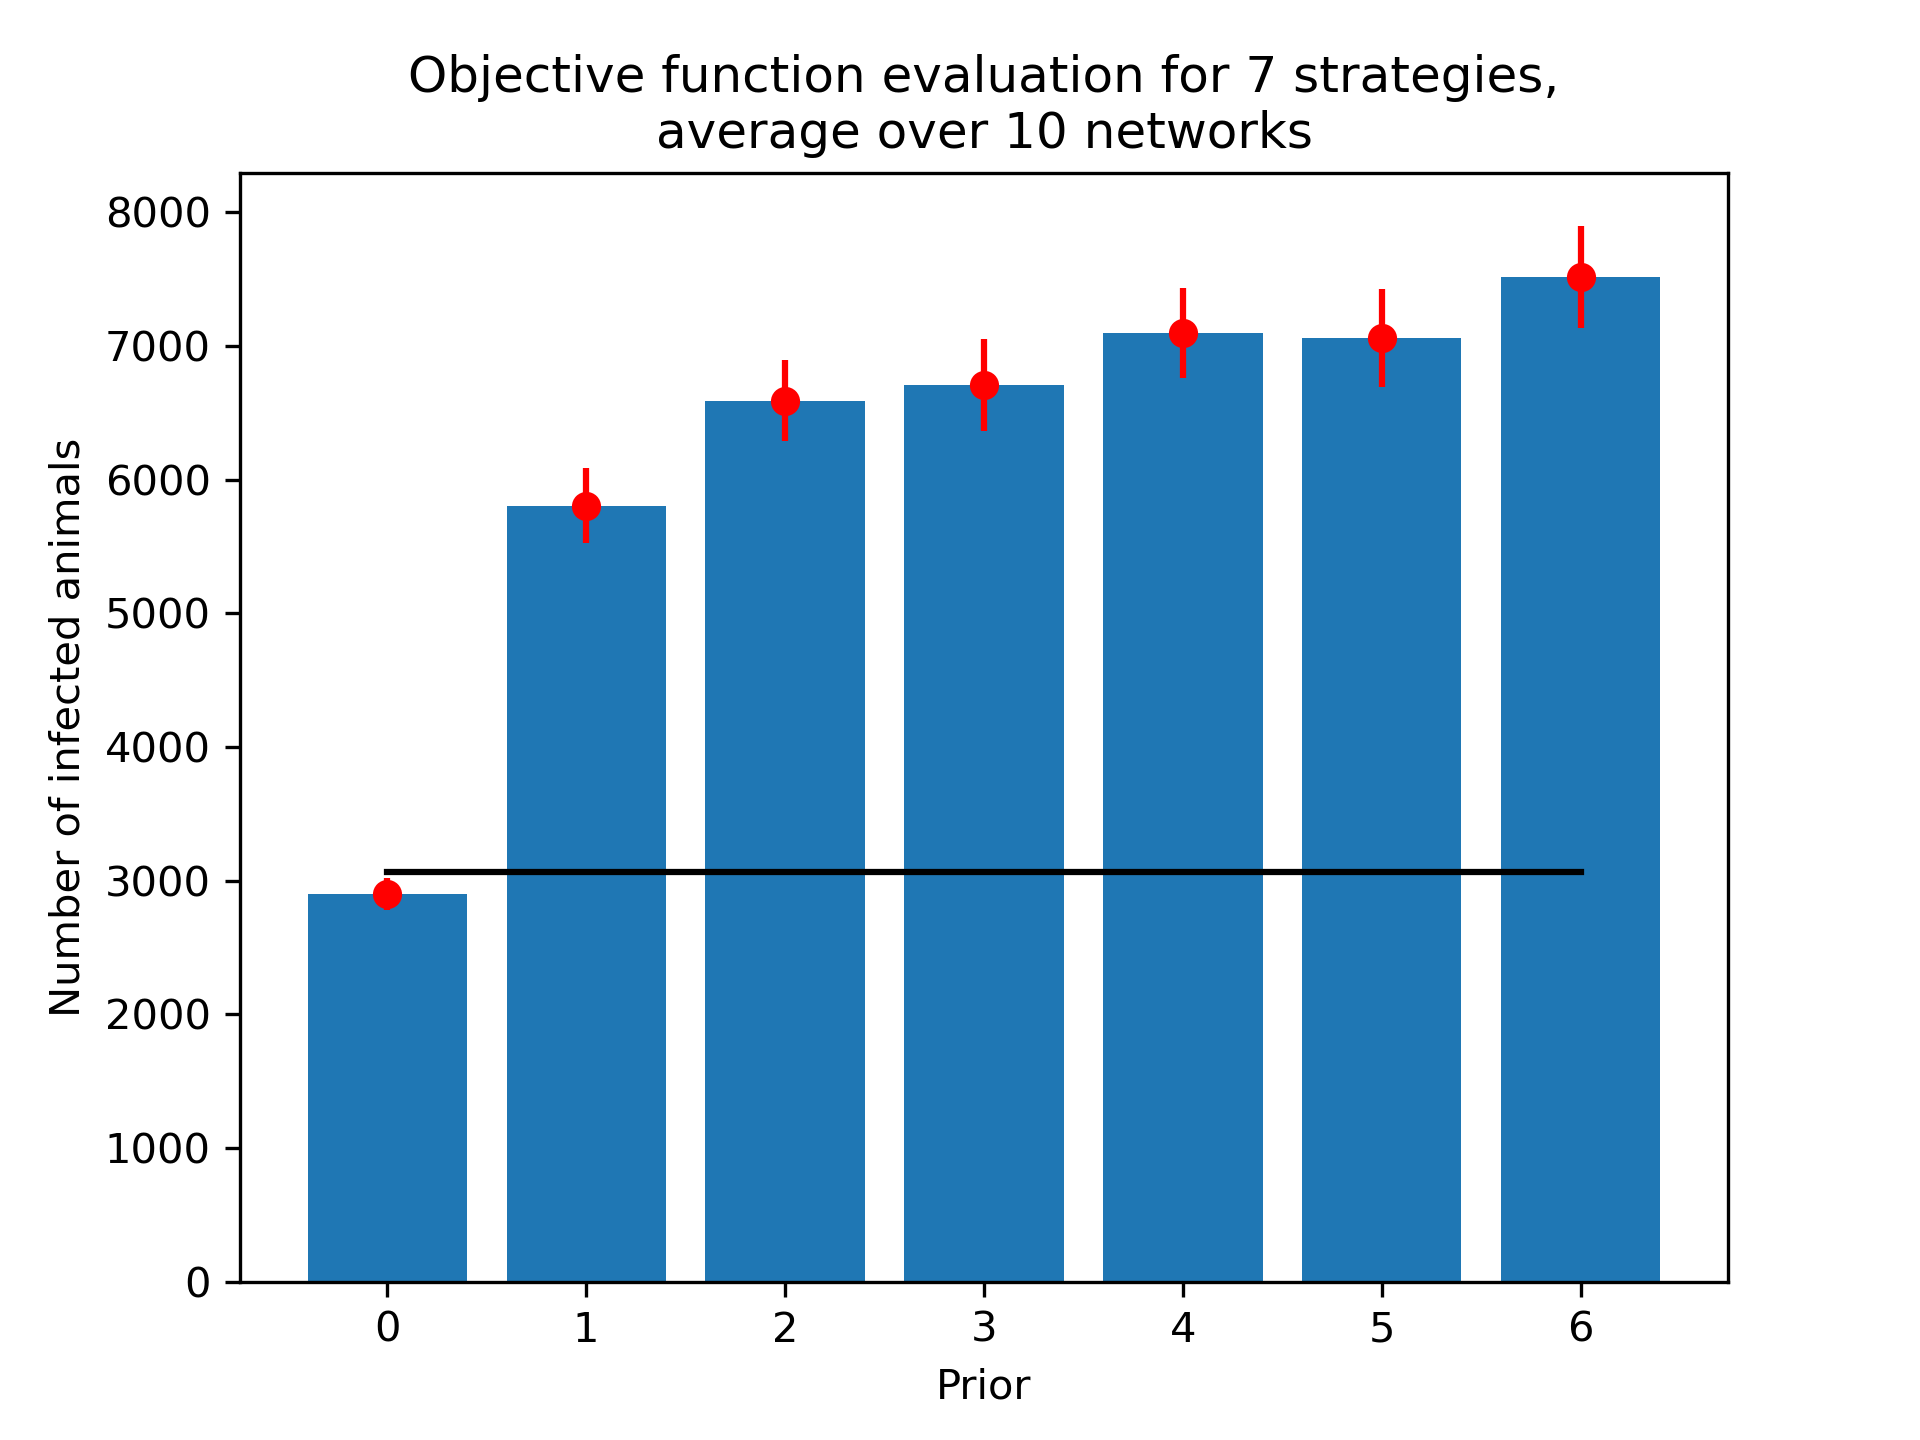 Objective function evaluation for 7 strategies,
average over 10 networks
Number of infected animals
8000
7000
6000
5000
4000
3000
2000
1000
0
0 1 2 3 4 5 6
Prior